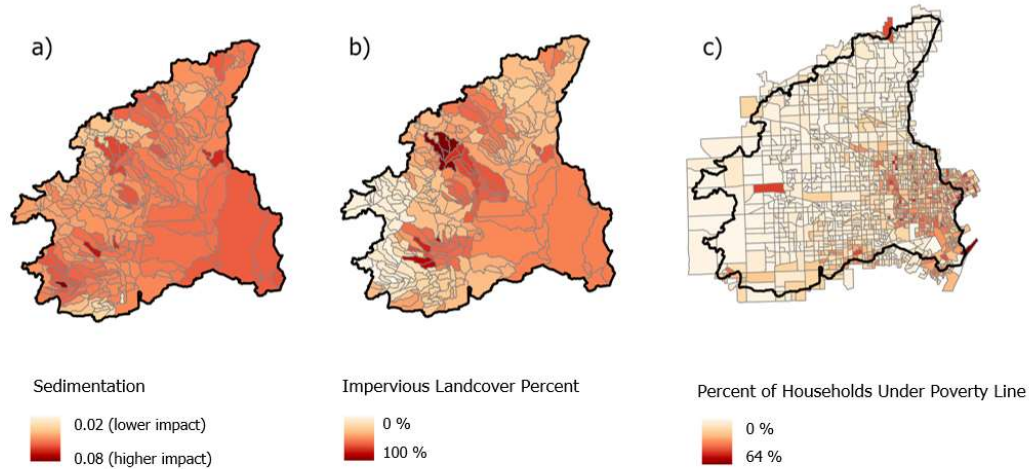 a)
b)
c)
Sedimentation
0.02 (lower impact)
0.08 (higher impact)
Impervious Landcover Percent
0 %
100 %
Percent of Households Under Poverty Line
0 %
64 %